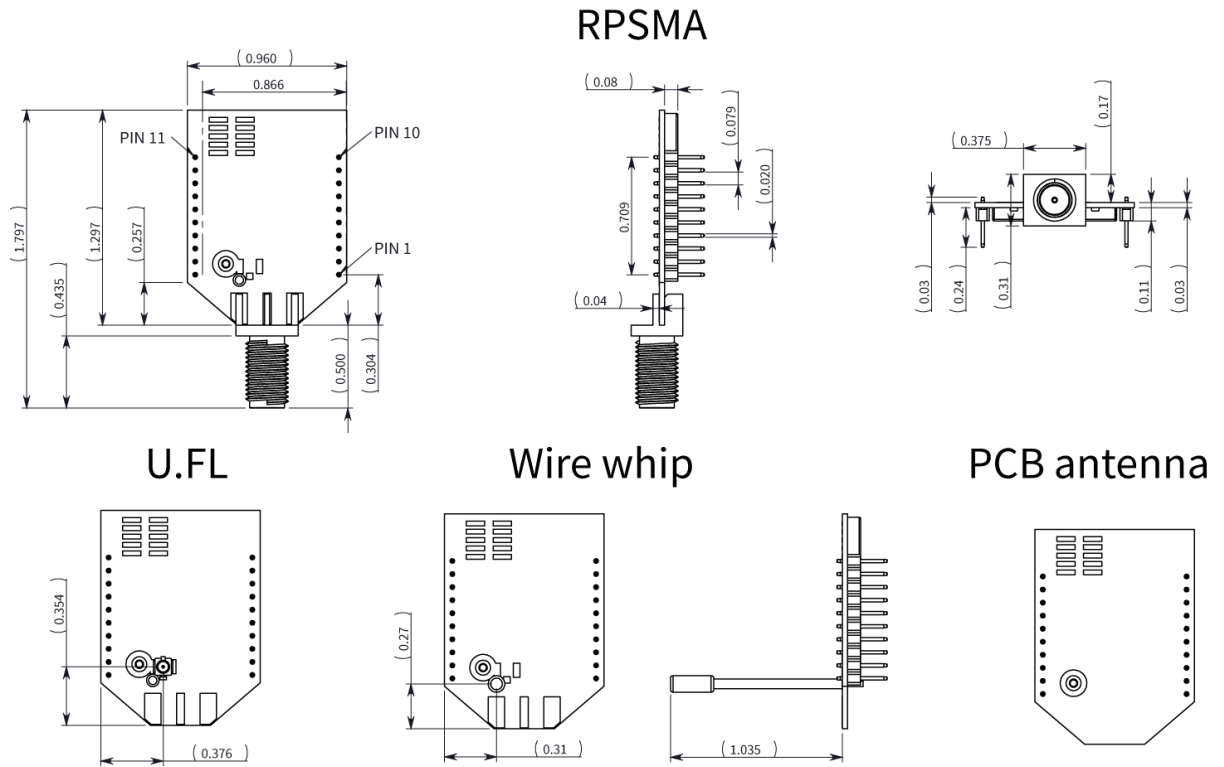 RPSMA
( 0.960 )
0.866
PIN 11
PIN 10
PIN 1
( 1.797 )
( 1.297 )
( 0.257 )
( 0.435 )
( 0.500 )
( 0.304 )
( 0.08 )
( 0.079 )
( 0.020 )
0.709
( 0.04 )
( 0.17 )
( 0.375 )
( 0.03 )
( 0.24 )
( 0.31 )
( 0.11 )
( 0.03 )
U.FL
Wire whip
PCB antenna
( 0.354 )
( 0.376 )
( 0.27 )
( 0.31 )
( 1.035 )